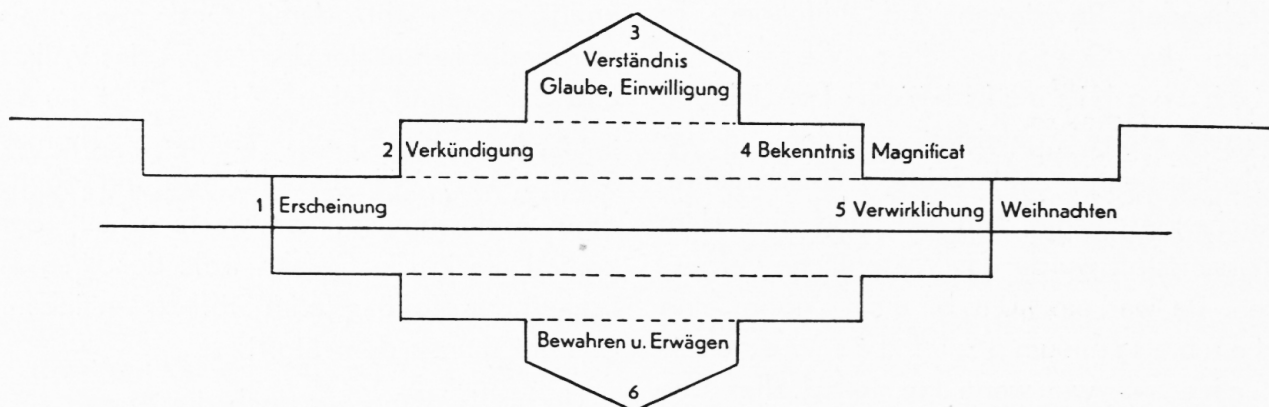 3
Verständnis
Glaube, Einwilligung
2 Verkündigung 4 Bekenntnis Magnificat
1 Erscheinung 5 Verwirklichung Weihnachten
Bewahren u. Erwägen
6